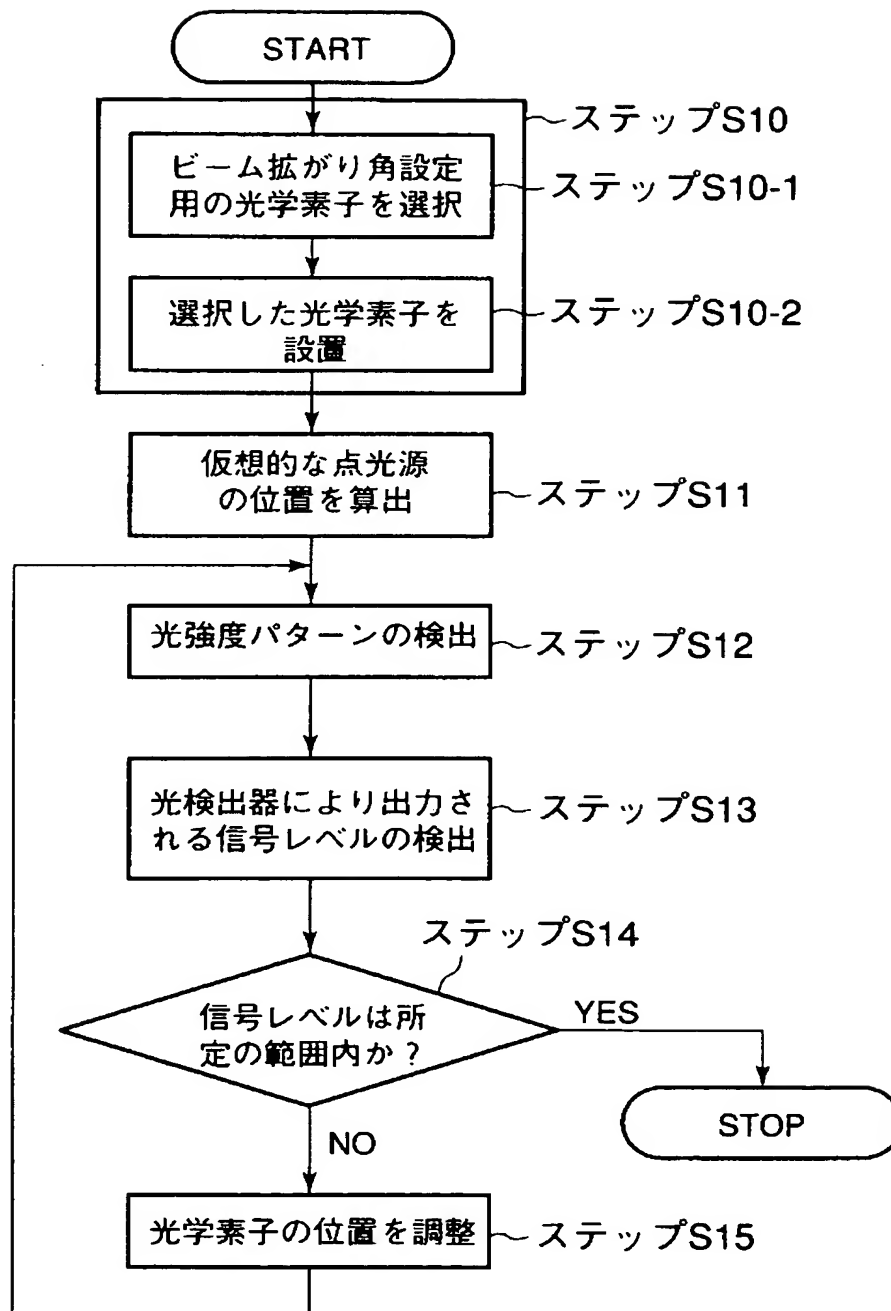 START
ステップS10
ビーム拡がり角設定
用の光学素子を選択
ステップS10-1
選択した光学素子を
設置
ステップS10-2
仮想的な点光源
の位置を算出
ステップS11
光強度パターンの検出
ステップS12
光検出器により出力さ
れる信号レベルの検出
ステップS13
ステップS14
信号レベルは所
定の範囲内か?
YES
STOP
NO
光学素子の位置を調整
ステップS15